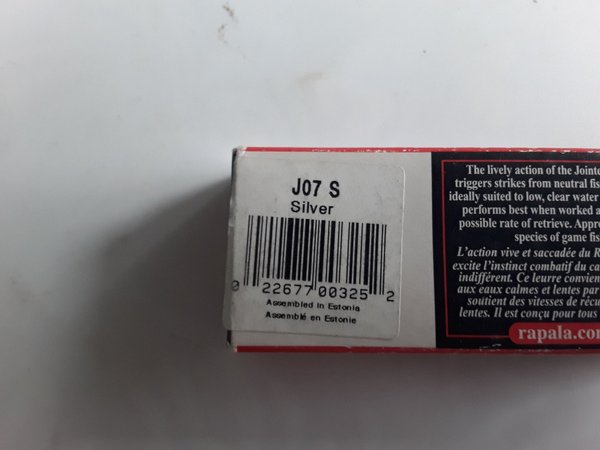 J07 S
Silver
0 22677 00325 2
Assembled in Estonia
Assemblé en Estonie
The lively action of the Jointe
triggers strikes from neutral fis
ideally suited to low, clear water
performs best when worked a
possible rate of retrieve. Appro
species of game fis
L'action vive et saccadée du R
excite l'instinct combatif du ca
indifférent. Ce leurre convien
aux eaux calmes et lentes par
soutient des vitesses de récu
lentes. Il est conçu pour tous
rapala.co